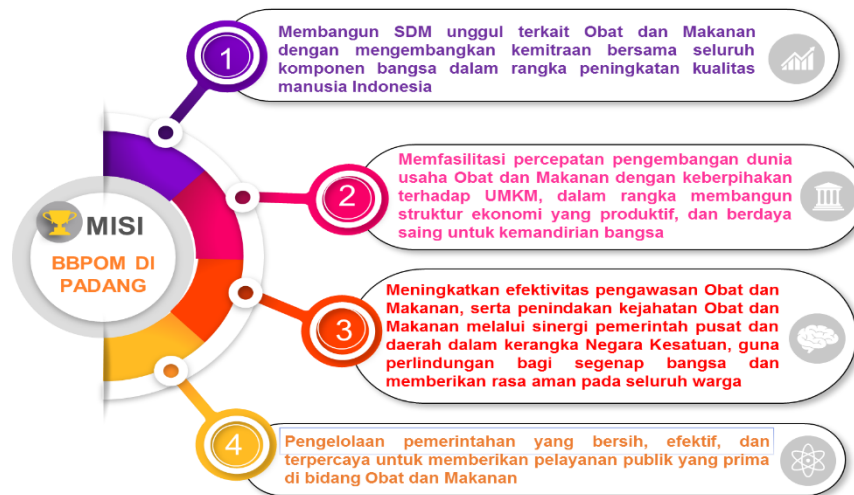 MISI
BBPOM DI
PADANG
1
Membangun SDM unggul terkait Obat dan Makanan
dengan mengembangkan kemitraan bersama seluruh
komponen bangsa dalam rangka peningkatan kualitas
manusia Indonesia
2
Memfasilitasi percepatan pengembangan dunia
usaha Obat dan Makanan dengan keberpihakan
terhadap UMKM, dalam rangka membangun
struktur ekonomi yang produktif, dan berdaya
saing untuk kemandirian bangsa
3
Meningkatkan efektivitas pengawasan Obat dan
Makanan, serta penindakan kejahatan Obat dan
Makanan melalui sinergi pemerintah pusat dan
daerah dalam kerangka Negara Kesatuan, guna
perlindungan bagi segenap bangsa dan
memberikan rasa aman pada seluruh warga
4
Pengelolaan pemerintahan yang bersih, efektif, dan
terpercaya untuk memberikan pelayanan publik yang prima
di bidang Obat dan Makanan